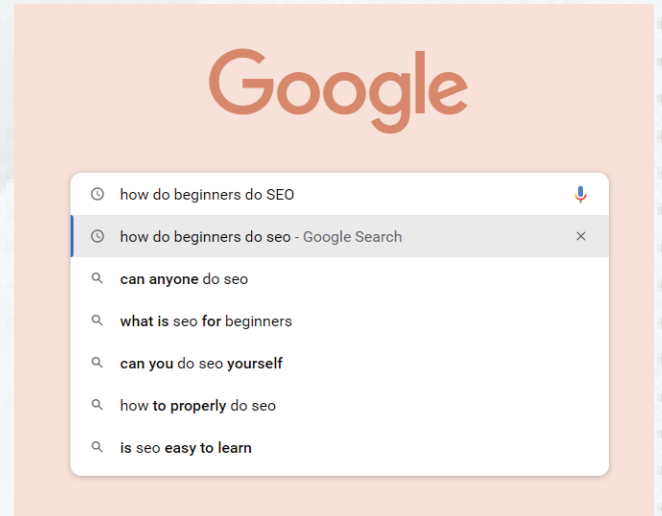 Google
how do beginners do SEO
how do beginners do seo - Google Search
can anyone do seo
what is seo for beginners
can you do seo yourself
how to properly do seo
is seo easy to learn